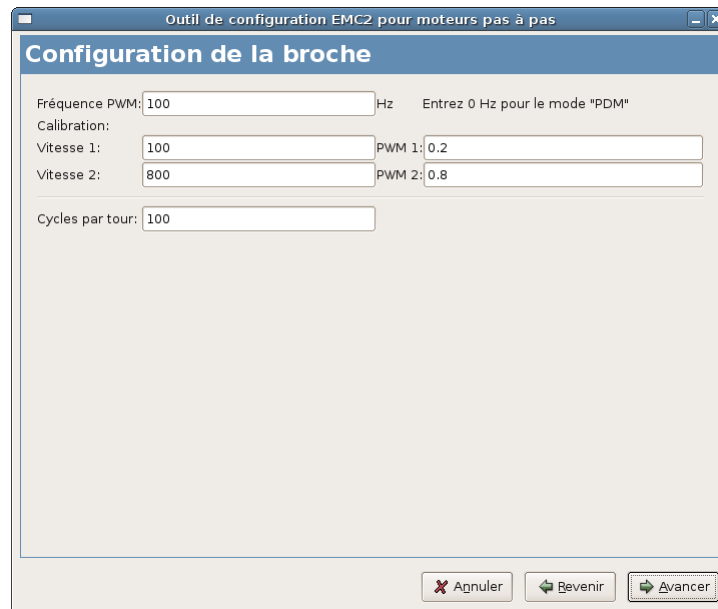 Outil de configuration EMC2 pour moteurs pas à pas
Configuration de la broche
Fréquence PWM: 100 Hz Entrez 0 Hz pour le mode "PDM"
Calibration:
Vitesse 1: 100 PWM 1: 0.2
Vitesse 2: 800 PWM 2: 0.8
Cycles par tour: 100
Annuler Revenir Avancer